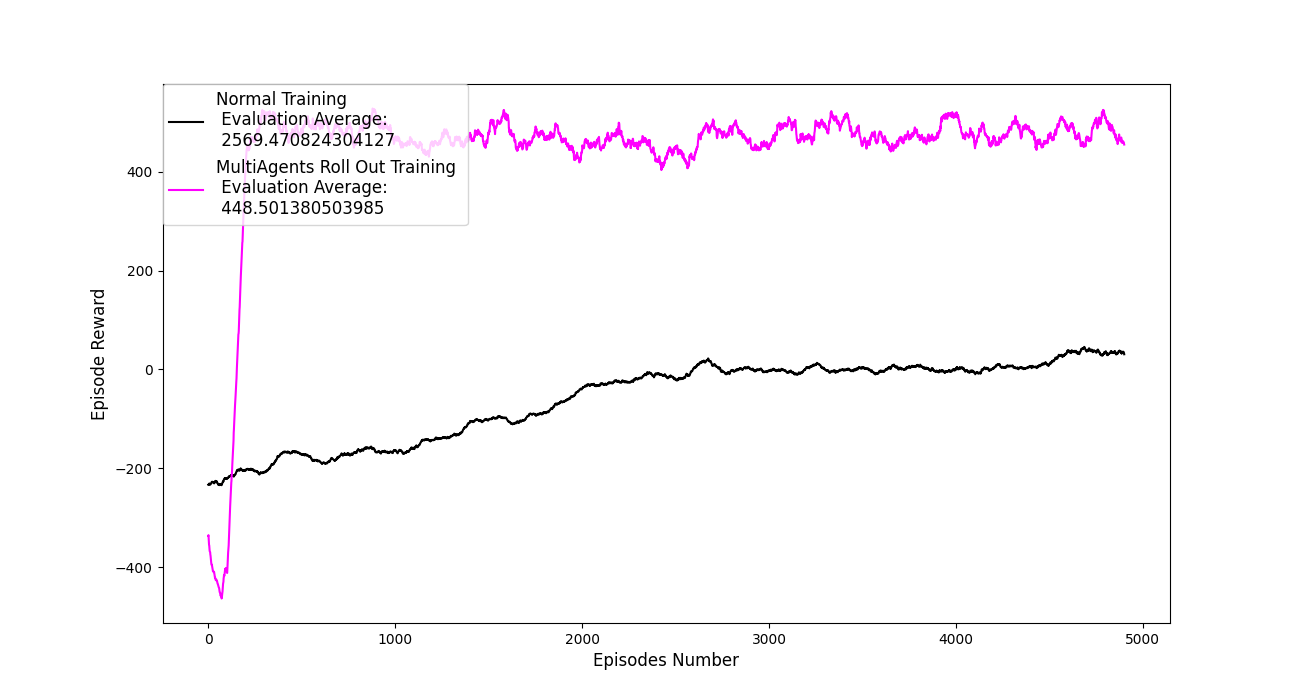 Normal Training
Evaluation Average:
2569.470824304127
MultiAgents Roll Out Training
Evaluation Average:
448.501380503985
400
200
0
−200
−400
Episode Reward
0 1000 2000 3000 4000 5000
Episodes Number